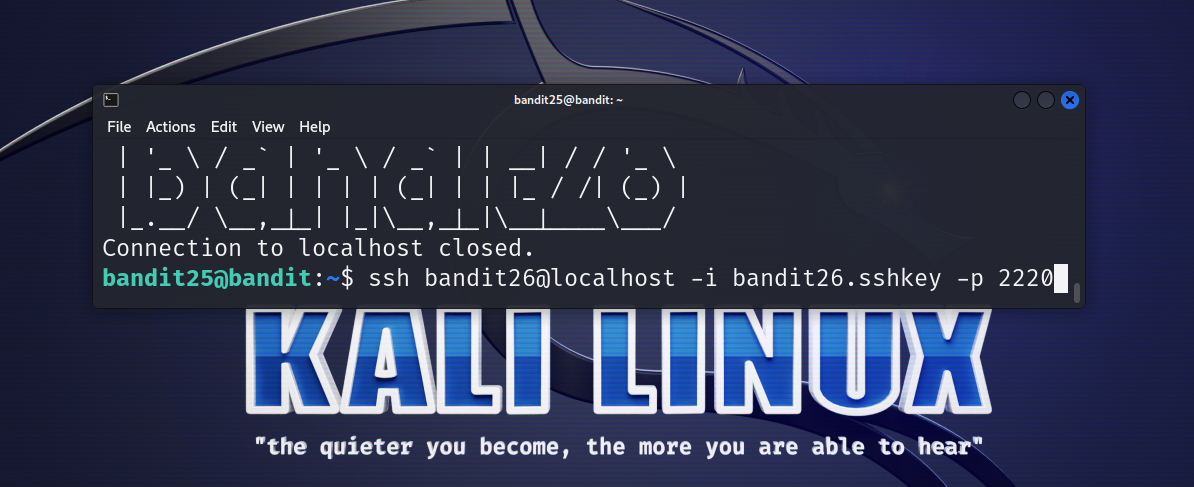 bandit25@bandit: ~
File Actions Edit View Help
| '_ \ / _` | '_ \ / _` | | __| / / '_ \
| |_) | (_| | | | | (_| | | |_ / /| (_) |
|_.__/ \__,_|_| |_|\__,_|_|\__|____\___/
Connection to localhost closed.
bandit25@bandit:~$ ssh bandit26@localhost -i bandit26.sshkey -p 2220
KALI LINUX
"the quieter you become, the more you are able to hear"